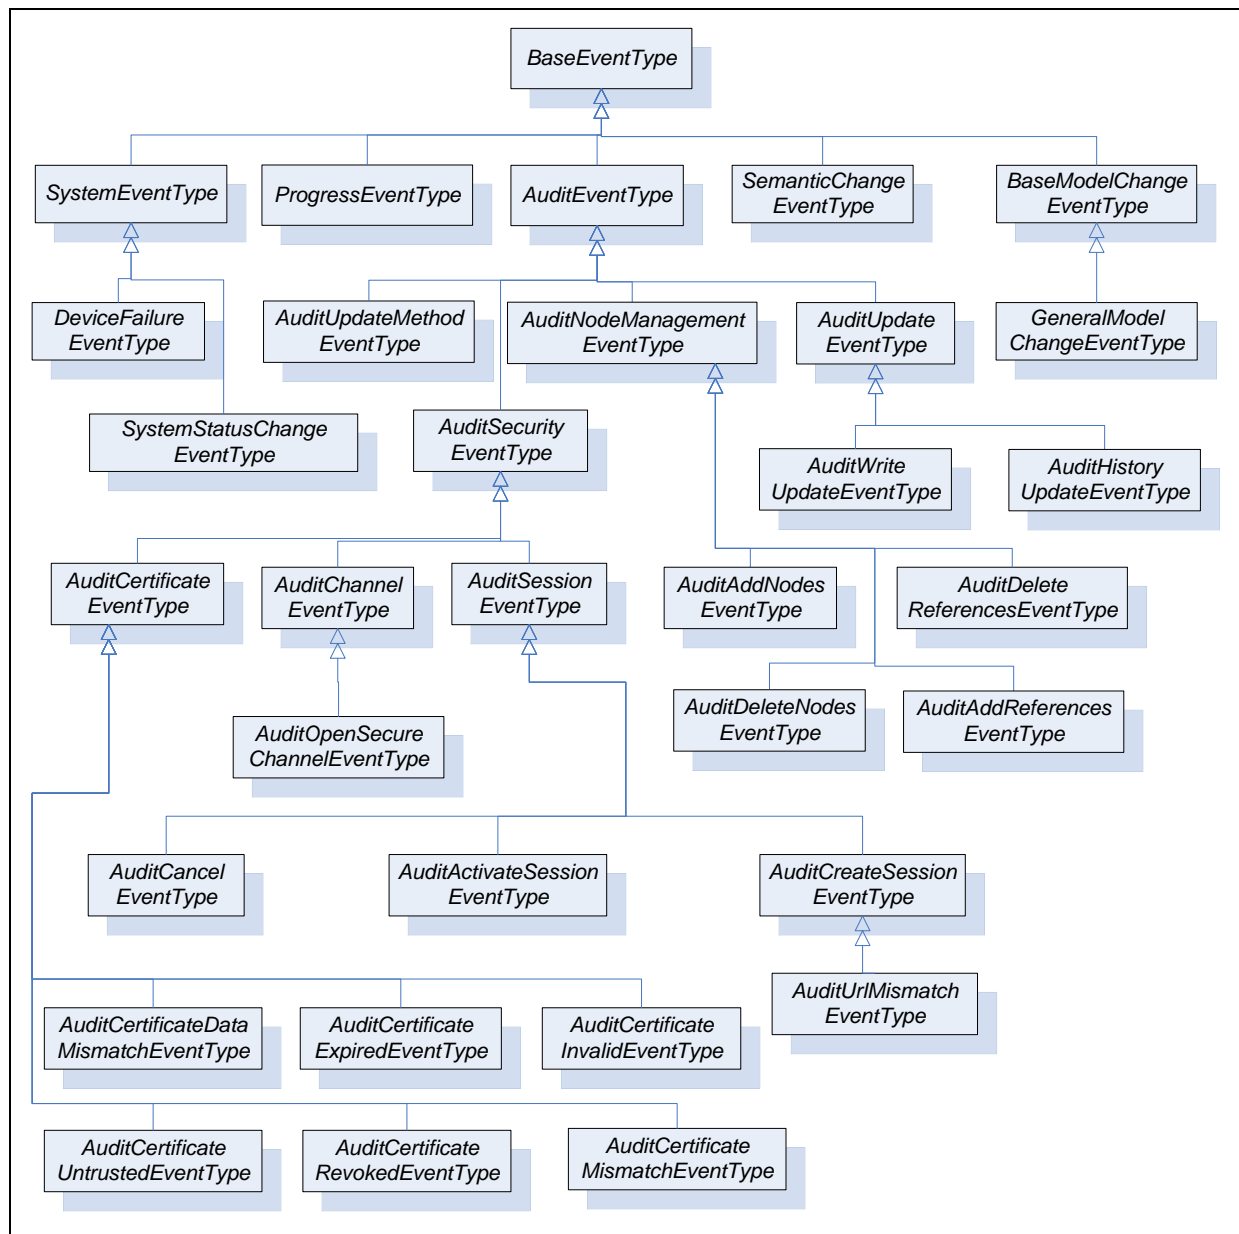 BaseEventType
SystemEventType
ProgressEventType
AuditEventType
SemanticChange
EventType
BaseModelChange
EventType
DeviceFailure
EventType
AuditUpdateMethod
EventType
AuditNodeManagement
EventType
AuditUpdate
EventType
GeneralModel
ChangeEventType
SystemStatusChange
EventType
AuditSecurity
EventType
AuditWrite
UpdateEventType
AuditHistory
UpdateEventType
AuditCertificate
EventType
AuditChannel
EventType
AuditSession
EventType
AuditAddNodes
EventType
AuditDelete
ReferencesEventType
AuditDeleteNodes
EventType
AuditAddReferences
EventType
AuditOpenSecure
ChannelEventType
AuditCancel
EventType
AuditActivateSession
EventType
AuditCreateSession
EventType
AuditUrlMismatch
EventType
AuditCertificateData
MismatchEventType
AuditCertificate
ExpiredEventType
AuditCertificate
InvalidEventType
AuditCertificate
UntrustedEventType
AuditCertificate
RevokedEventType
AuditCertificate
MismatchEventType